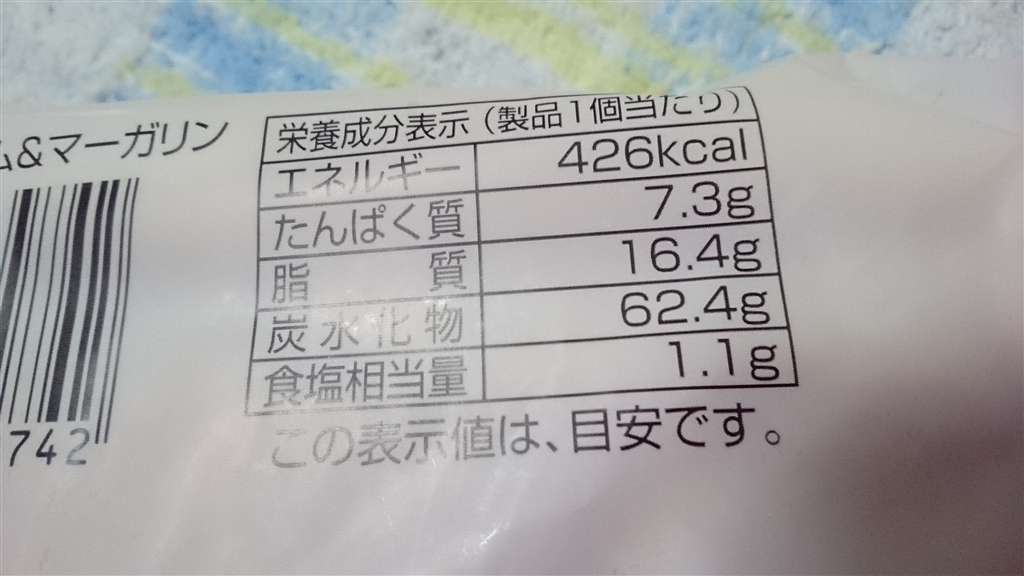 ム&マーガリン
栄養成分表示(製品1個当たり)
エネルギー 426kcal
たんぱく質 7.3g
脂質 16.4g
炭水化物 62.4g
食塩相当量 1.1g
この表示値は、目安です。
742